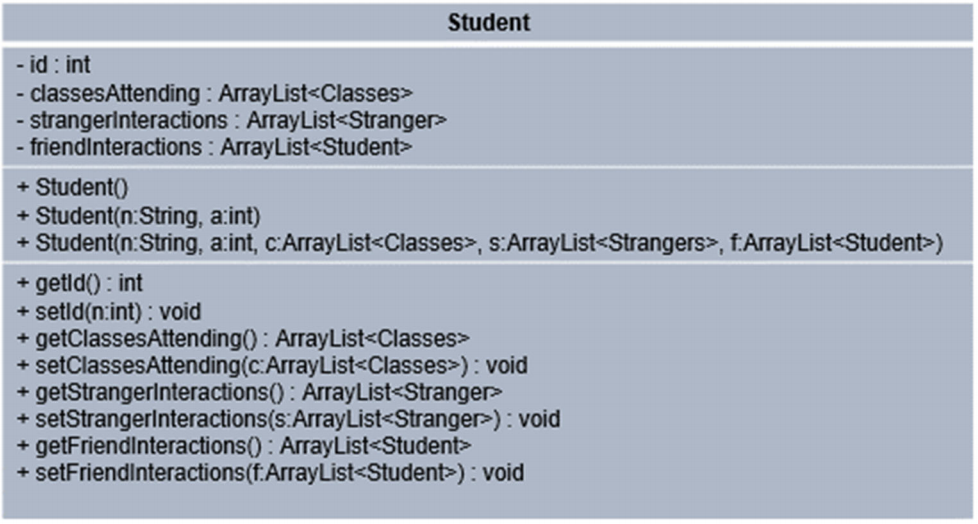 Student
- id : int
- classesAttending : ArrayList<Classes>
- strangerInteractions : ArrayList<Stranger>
- friendInteractions : ArrayList<Student>
+ Student()
+ Student(n:String, a:int)
+ Student(n:String, a:int, c:ArrayList<Classes>, s:ArrayList<Strangers>, f:ArrayList<Student>)
+ getId() : int
+ setId(n:int) : void
+ getClassesAttending() : ArrayList<Classes>
+ setClassesAttending(c:ArrayList<Classes>) : void
+ getStrangerInteractions() : ArrayList<Stranger>
+ setStrangerInteractions(s:ArrayList<Stranger>) : void
+ getFriendInteractions() : ArrayList<Student>
+ setFriendInteractions(f:ArrayList<Student>) : void